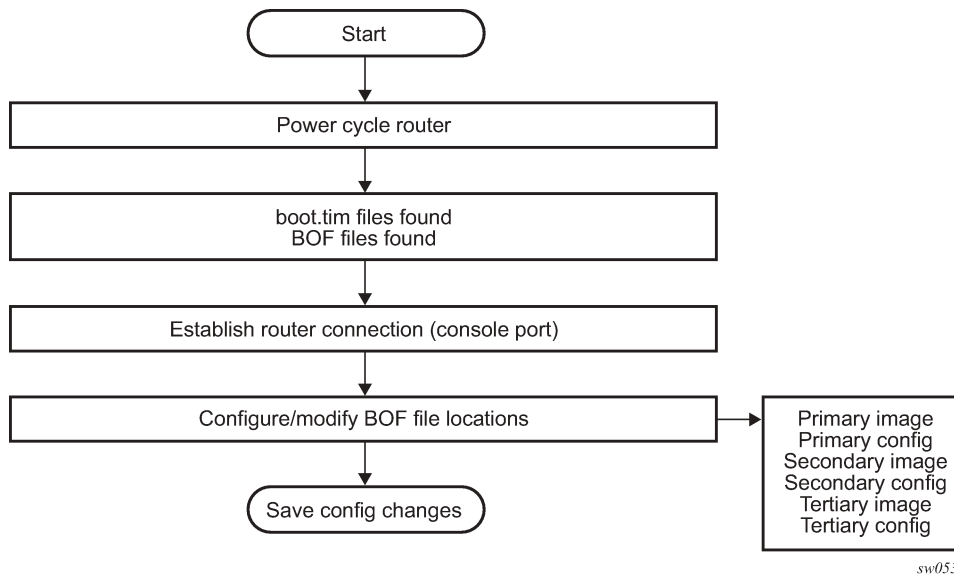 Start
Power cycle router
boot.tim files found
BOF files found
Establish router connection (console port)
Configure/modify BOF file locations
Primary image
Primary config
Secondary image
Secondary config
Tertiary image
Tertiary config
Save config changes
sw053